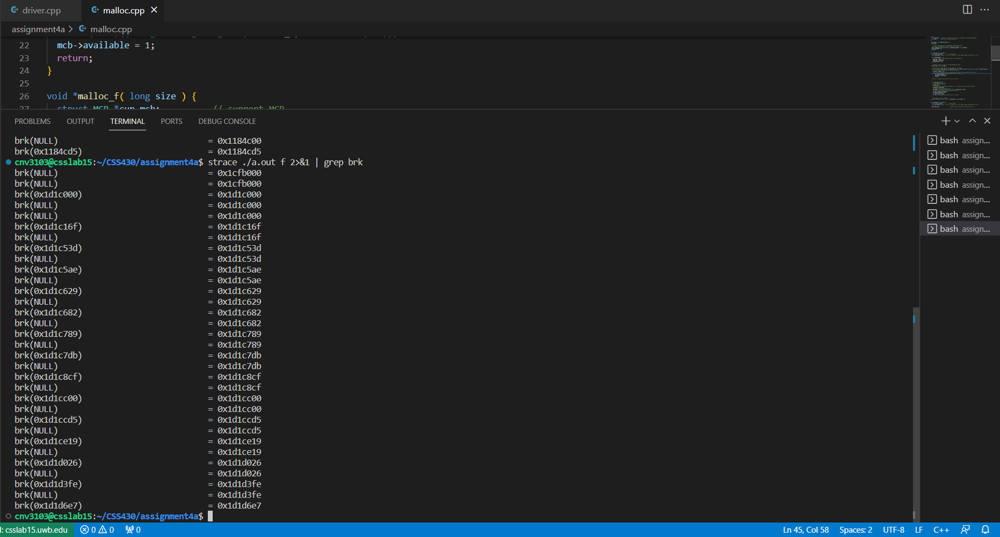 driver.cpp
malloc.cpp
assignment4a > malloc.cpp
22 mcb->available = 1;
23 return;
24 }
25
26 void *malloc_f( long size ) {
27 struct MCB *cur_mcb; // current MCB
PROBLEMS OUTPUT TERMINAL PORTS DEBUG CONSOLE
brk(NULL) = 0x1184c00
brk(0x1184cd5) = 0x1184cd5
cnv3103@csslab15:~/CSS430/assignment4a$ strace ./a.out f 2>&1 | grep brk
brk(NULL) = 0x1cfb000
brk(NULL) = 0x1cfb000
brk(0x1d1c000) = 0x1d1c000
brk(NULL) = 0x1d1c000
brk(NULL) = 0x1d1c000
brk(0x1d1c16f) = 0x1d1c16f
brk(NULL) = 0x1d1c16f
brk(0x1d1c53d) = 0x1d1c53d
brk(NULL) = 0x1d1c53d
brk(0x1d1c5ae) = 0x1d1c5ae
brk(NULL) = 0x1d1c5ae
brk(0x1d1c629) = 0x1d1c629
brk(NULL) = 0x1d1c629
brk(0x1d1c682) = 0x1d1c682
brk(NULL) = 0x1d1c682
brk(0x1d1c789) = 0x1d1c789
brk(NULL) = 0x1d1c789
brk(0x1d1c7db) = 0x1d1c7db
brk(NULL) = 0x1d1c7db
brk(0x1d1c8cf) = 0x1d1c8cf
brk(NULL) = 0x1d1c8cf
brk(0x1d1cc00) = 0x1d1cc00
brk(NULL) = 0x1d1cc00
brk(0x1d1ccd5) = 0x1d1ccd5
brk(NULL) = 0x1d1ccd5
brk(0x1d1ce19) = 0x1d1ce19
brk(NULL) = 0x1d1ce19
brk(0x1d1d026) = 0x1d1d026
brk(NULL) = 0x1d1d026
brk(0x1d1d3fe) = 0x1d1d3fe
brk(NULL) = 0x1d1d3fe
brk(0x1d1d6e7) = 0x1d1d6e7
cnv3103@csslab15:~/CSS430/assignment4a$
bash assign...
bash assign...
bash assign...
bash assign...
bash assign...
bash assign...
bash assign...
: csslab15.uwb.edu 0 0 0 Ln 45, Col 58 Spaces: 2 UTF-8 LF C++